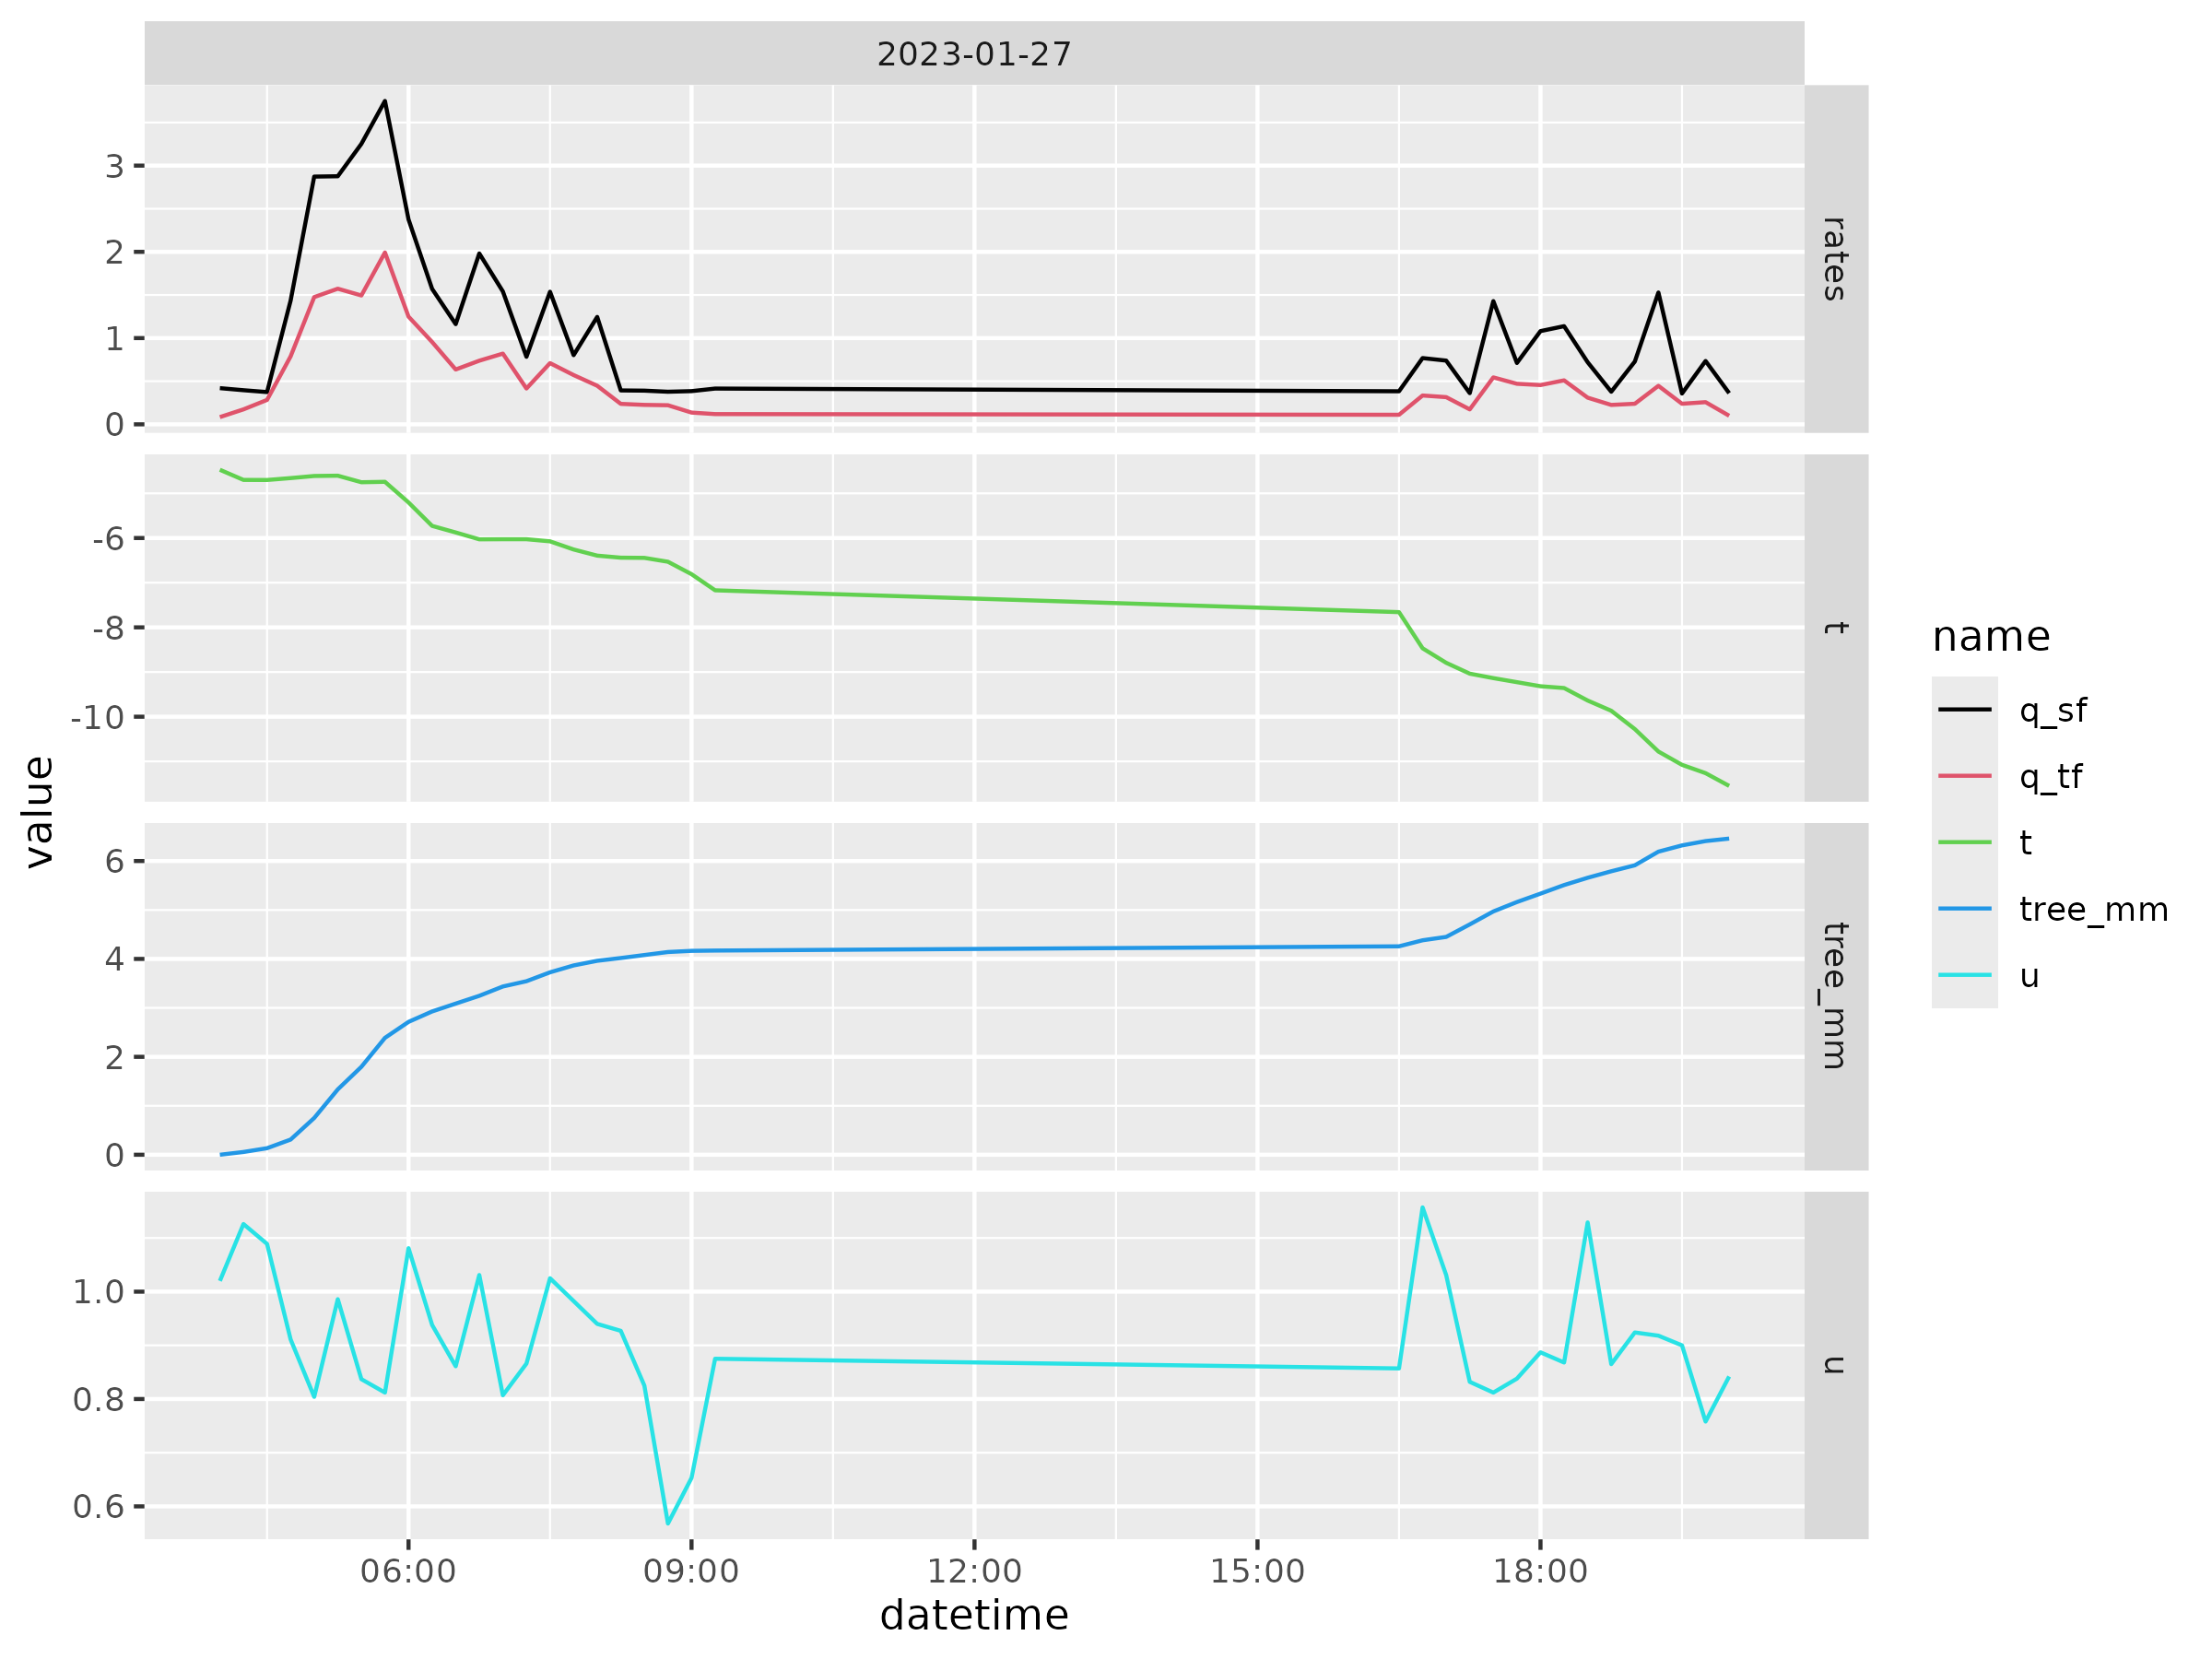 2023-01-27
3
2
1
0
rates
-6
-8
-10
t
6
4
2
0
tree_mm
1.0
0.8
0.6
u
06:00 09:00 12:00 15:00 18:00
datetime
value
name
q_sf
q_tf
t
tree_mm
u